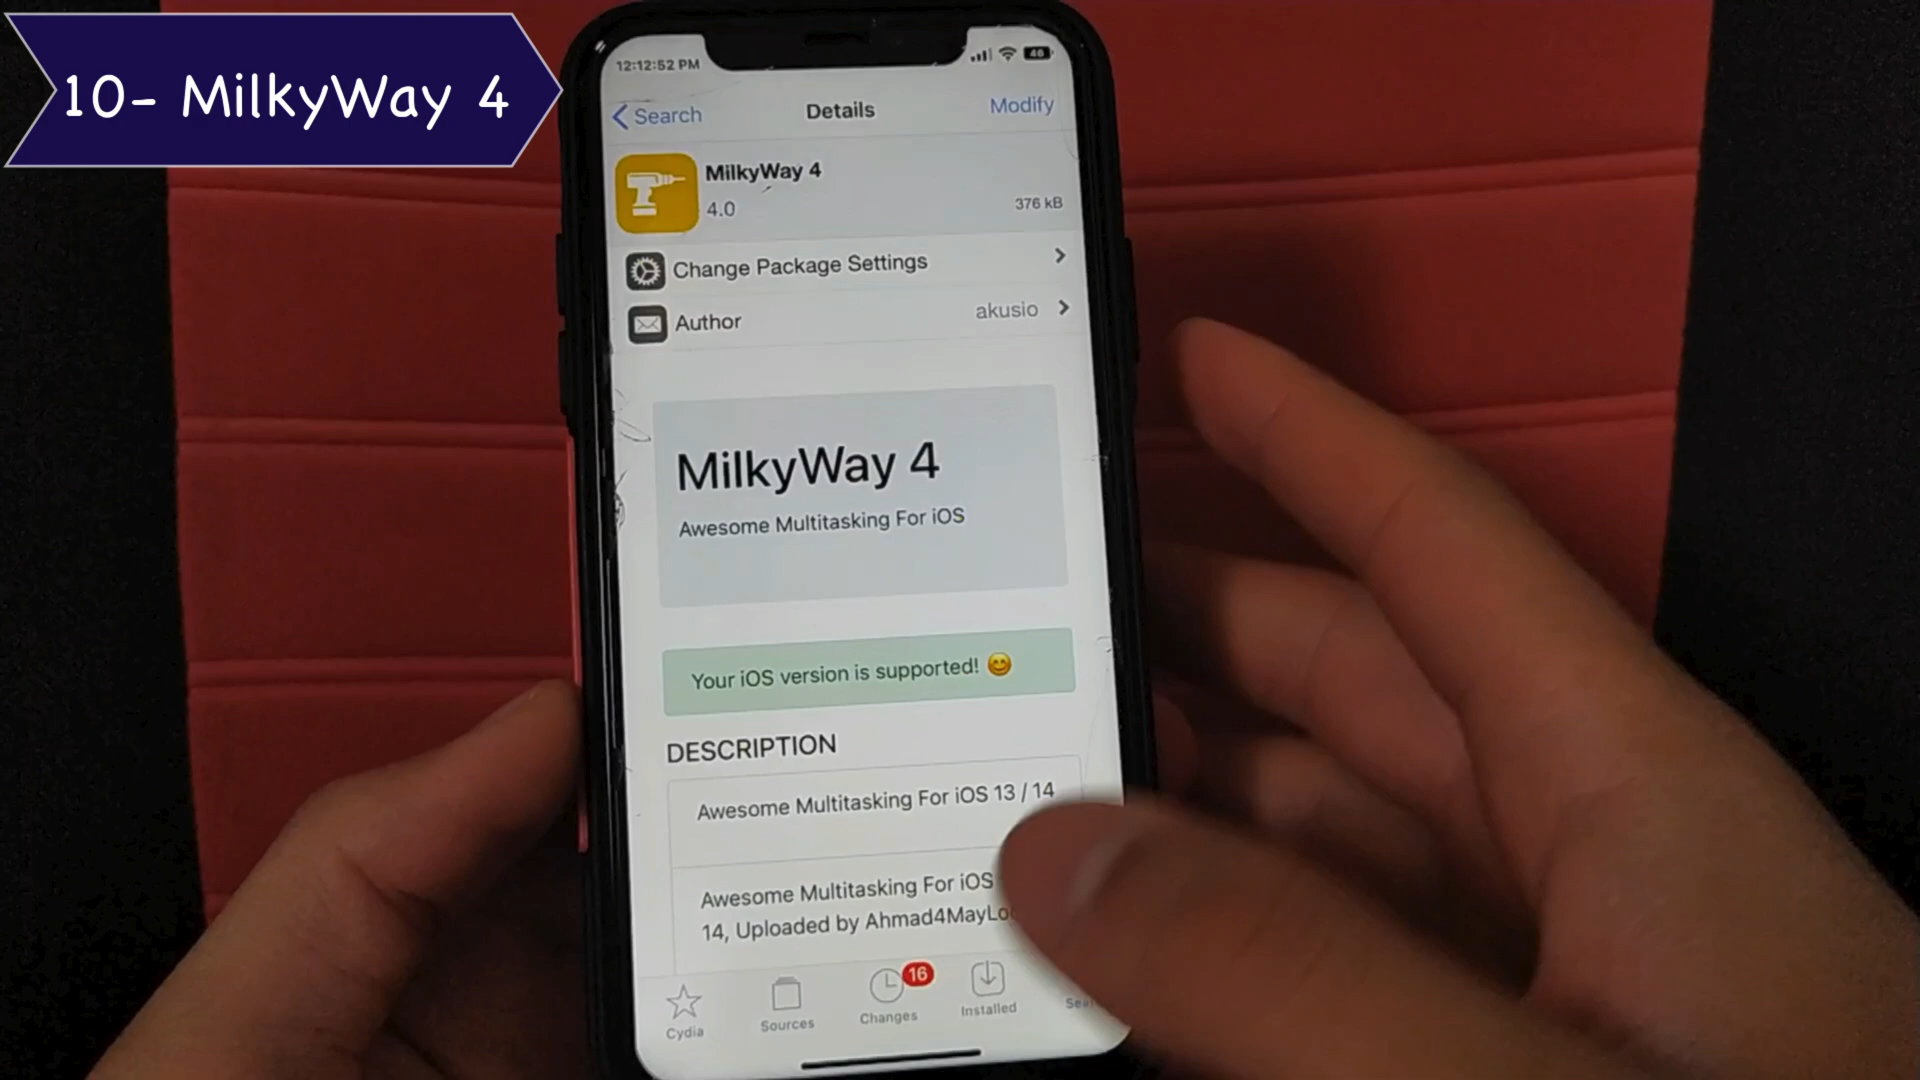 10- MilkyWay 4
12:12:52 PM
46
Search
Details
Modify
MilkyWay 4
4.0
376 kB
Change Package Settings
Author
akusio
MilkyWay 4
Awesome Multitasking For iOS
Your iOS version is supported! 😊
DESCRIPTION
Awesome Multitasking For iOS 13 / 14
Awesome Multitasking For iOS
14, Uploaded by
16
Cydia
Sources
Changes
Installed